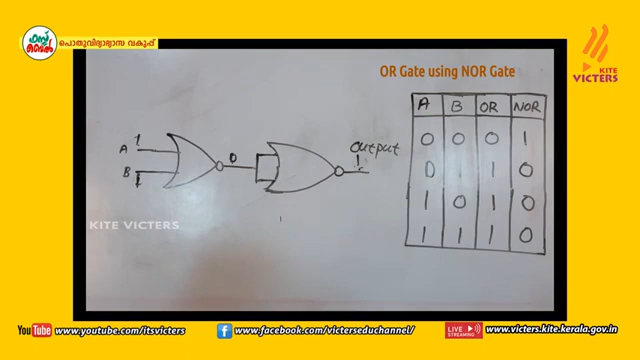 ഫസ്റ്റ് ബെൽ
പൊതുവിദ്യാഭ്യാസ വകുപ്പ്
KITE
VICTERS
OR Gate using NOR Gate
A B OR NOR
0 0 0 1
0 1 1 0
1 0 1 0
1 1 1 0
A 1
B 1
0
output
1
KITE VICTERS
YouTube www.youtube.com/itsvicters
f www.facebook.com/victerseduchannel/
LIVE STREAMING www.victers.kite.kerala.gov.in